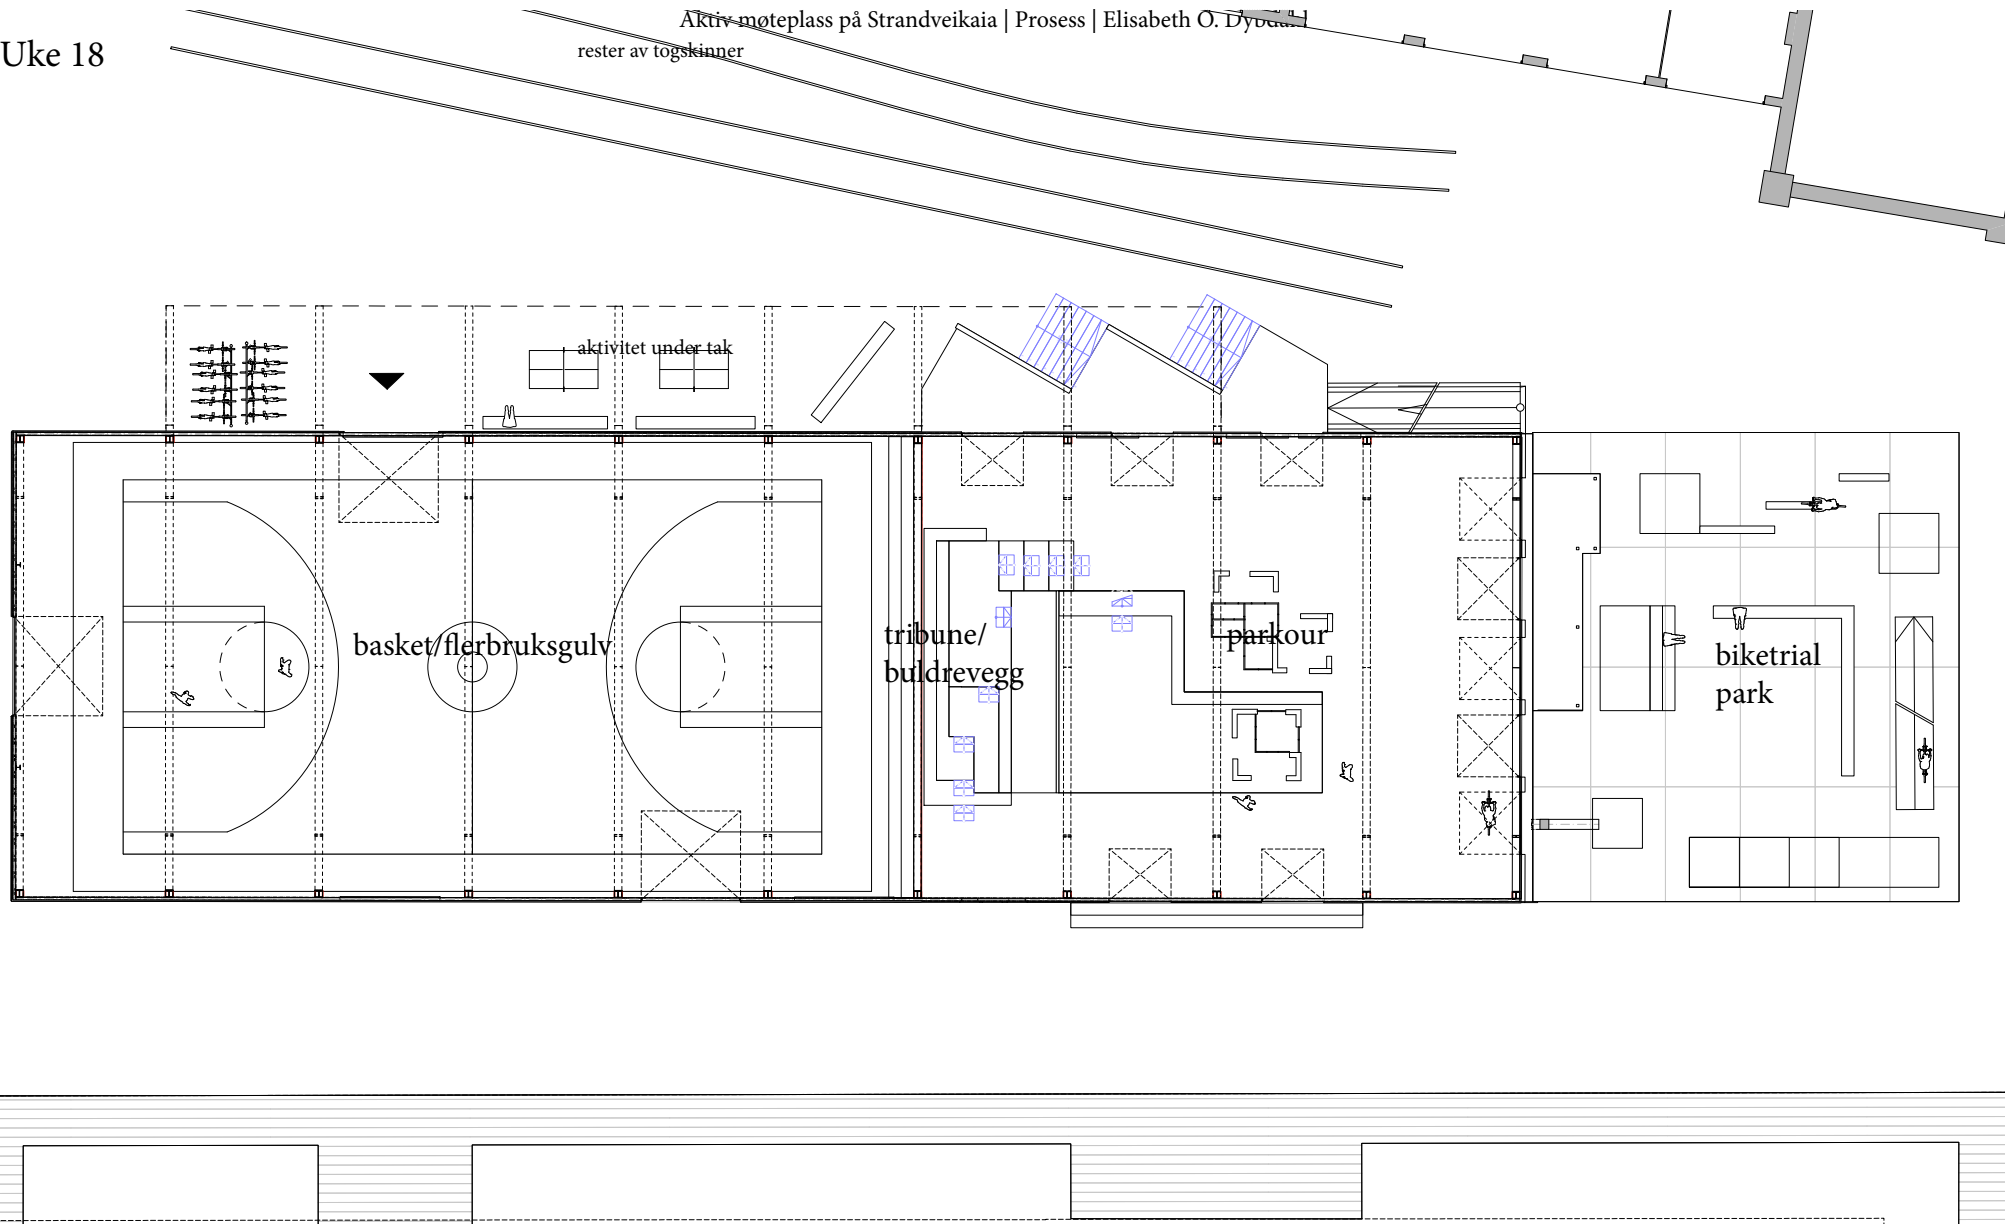 Aktiv møteplass på Strandveikaia | Prosess | Elisabeth O. Dybdahl
Uke 18
rester av togskinner
aktivitet under tak
basket/flerbruksgulv
tribune/
buldrevegg
parkour
biketrial
park